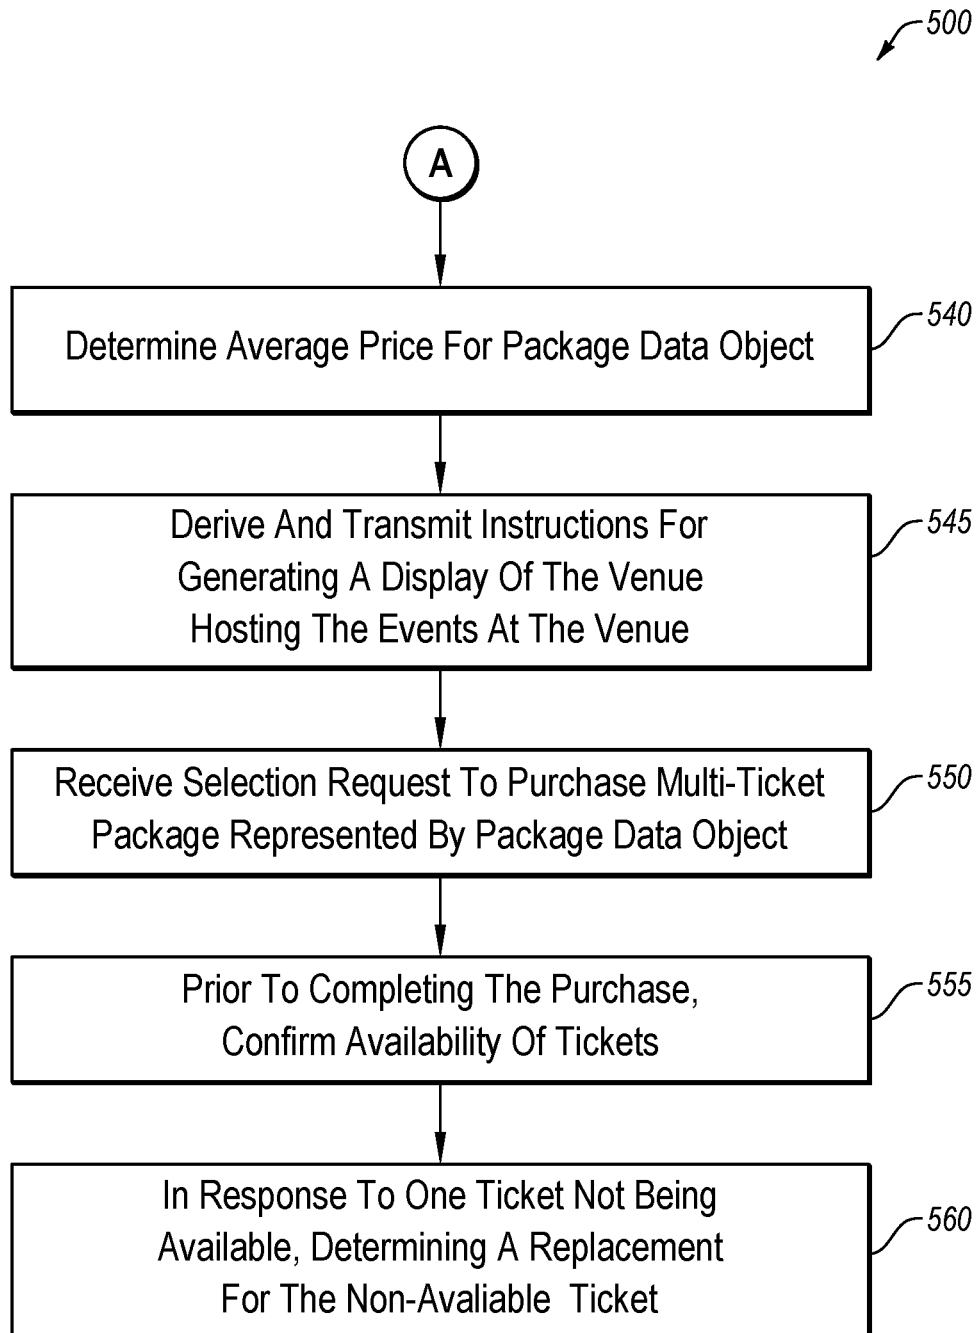 500
A
Determine Average Price For Package Data Object
540
Derive And Transmit Instructions For
Generating A Display Of The Venue
Hosting The Events At The Venue
545
Receive Selection Request To Purchase Multi-Ticket
Package Represented By Package Data Object
550
Prior To Completing The Purchase,
Confirm Availability Of Tickets
555
In Response To One Ticket Not Being
Available, Determining A Replacement
For The Non-Avaliable Ticket
560